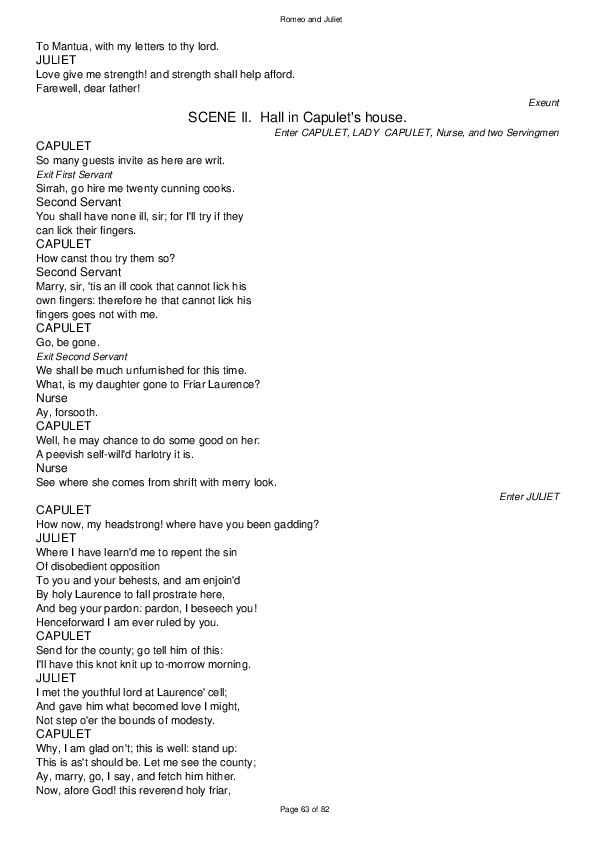 Romeo and Juliet
To Mantua, with my letters to thy lord.
JULIET
Love give me strength! and strength shall help afford.
Farewell, dear father!
Exeunt
SCENE II.  Hall in Capulet's house.
Enter CAPULET, LADY  CAPULET, Nurse, and two Servingmen
CAPULET
So many guests invite as here are writ.
Exit First Servant
Sirrah, go hire me twenty cunning cooks.
Second Servant
You shall have none ill, sir; for I'll try if they
can lick their fingers.
CAPULET
How canst thou try them so?
Second Servant
Marry, sir, 'tis an ill cook that cannot lick his
own fingers: therefore he that cannot lick his
fingers goes not with me.
CAPULET
Go, be gone.
Exit Second Servant
We shall be much unfurnished for this time.
What, is my daughter gone to Friar Laurence?
Nurse
Ay, forsooth.
CAPULET
Well, he may chance to do some good on her:
A peevish self-will'd harlotry it is.
Nurse
See where she comes from shrift with merry look.
Enter JULIET
CAPULET
How now, my headstrong! where have you been gadding?
JULIET
Where I have learn'd me to repent the sin
Of disobedient opposition
To you and your behests, and am enjoin'd
By holy Laurence to fall prostrate here,
And beg your pardon: pardon, I beseech you!
Henceforward I am ever ruled by you.
CAPULET
Send for the county; go tell him of this:
I'll have this knot knit up to-morrow morning.
JULIET
I met the youthful lord at Laurence' cell;
And gave him what becomed love I might,
Not step o'er the bounds of modesty.
CAPULET
Why, I am glad on't; this is well: stand up:
This is as't should be. Let me see the county;
Ay, marry, go, I say, and fetch him hither.
Now, afore God! this reverend holy friar,
Page 63 of 82